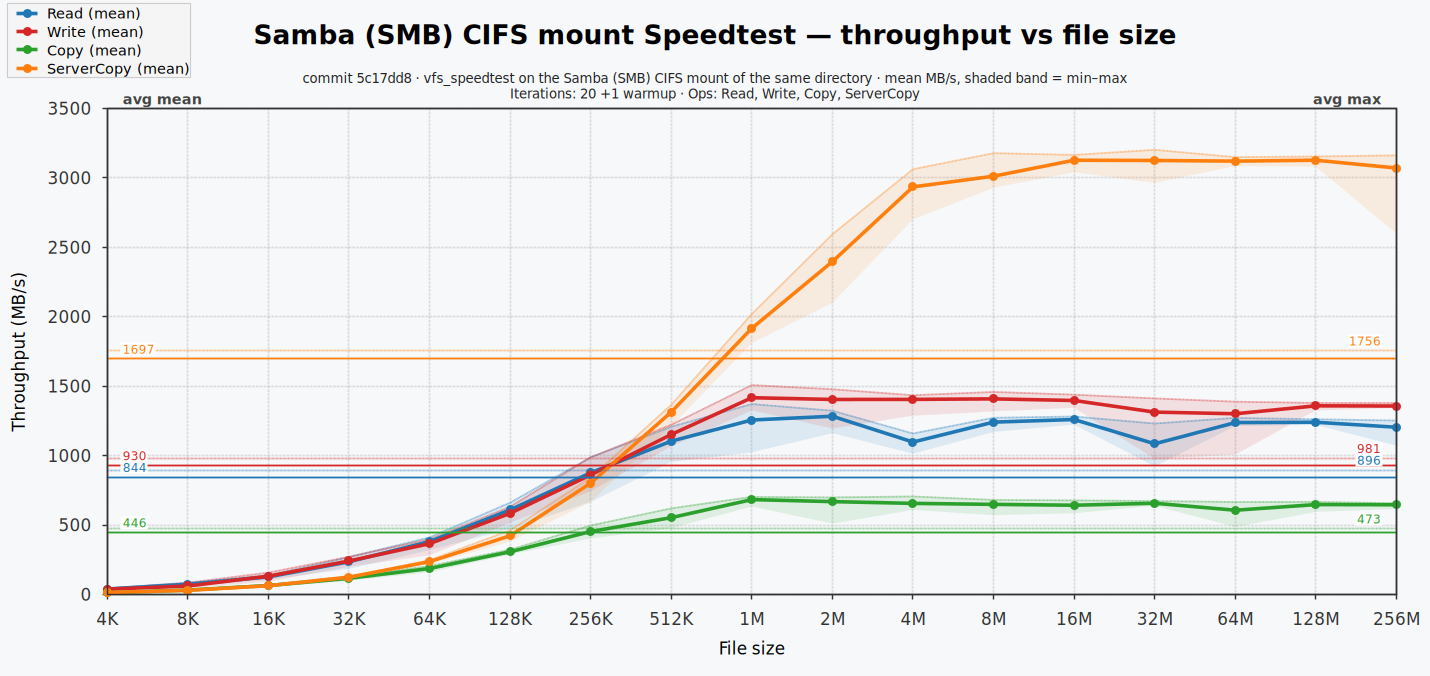 Read (mean)
Write (mean)
Copy (mean)
ServerCopy (mean)
Samba (SMB) CIFS mount Speedtest — throughput vs file size
commit 5c17dd8 · vfs_speedtest on the Samba (SMB) CIFS mount of the same directory · mean MB/s, shaded band = min–max
Iterations: 20 +1 warmup · Ops: Read, Write, Copy, ServerCopy
avg mean
avg max
3500
3000
2500
2000
1500
1000
500
0
Throughput (MB/s)
1697
1756
930
981
844
896
446
473
4K 8K 16K 32K 64K 128K 256K 512K 1M 2M 4M 8M 16M 32M 64M 128M 256M
File size